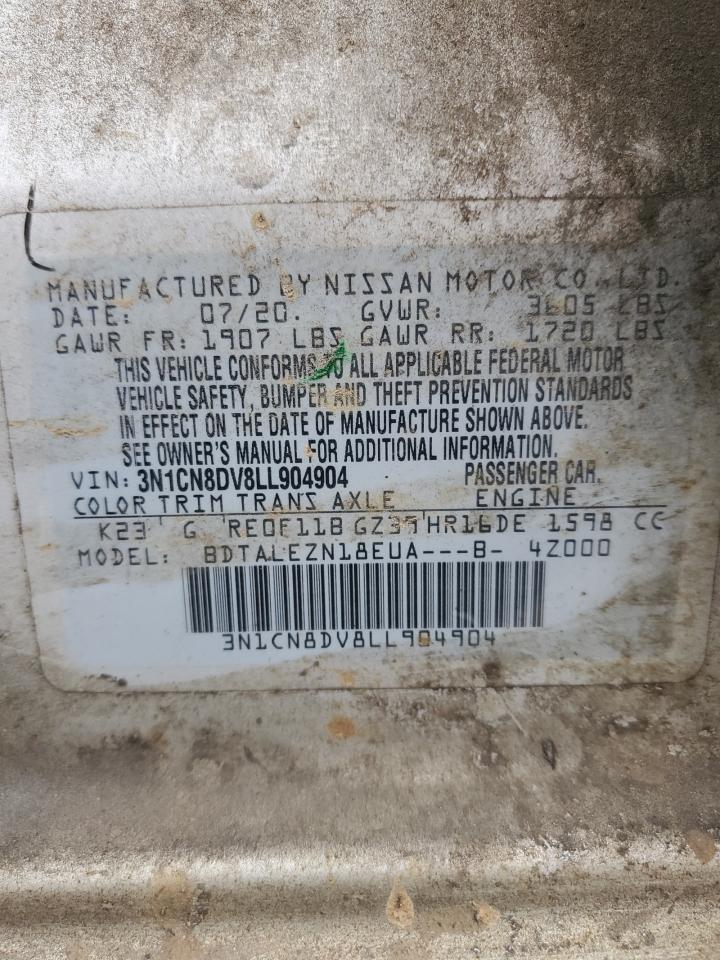 MANUFACTURED BY NISSAN MOTOR CO. LTD.
DATE: 07/20. GVWR: 3605 LBS
GAWR FR: 1907 LBS GAWR RR: 1720 LBS
THIS VEHICLE CONFORMS TO ALL APPLICABLE FEDERAL MOTOR
VEHICLE SAFETY, BUMPER AND THEFT PREVENTION STANDARDS
IN EFFECT ON THE DATE OF MANUFACTURE SHOWN ABOVE.
SEE OWNER'S MANUAL FOR ADDITIONAL INFORMATION.
VIN: 3N1CN8DV8LL904904 PASSENGER CAR.
COLOR TRIM TRANS AXLE ENGINE
K23 G RE0F11B GZ39 HR16DE 1598 CC
MODEL: BDTALEZN18EUA---B- 4Z000
3N1CN8DV8LL904904